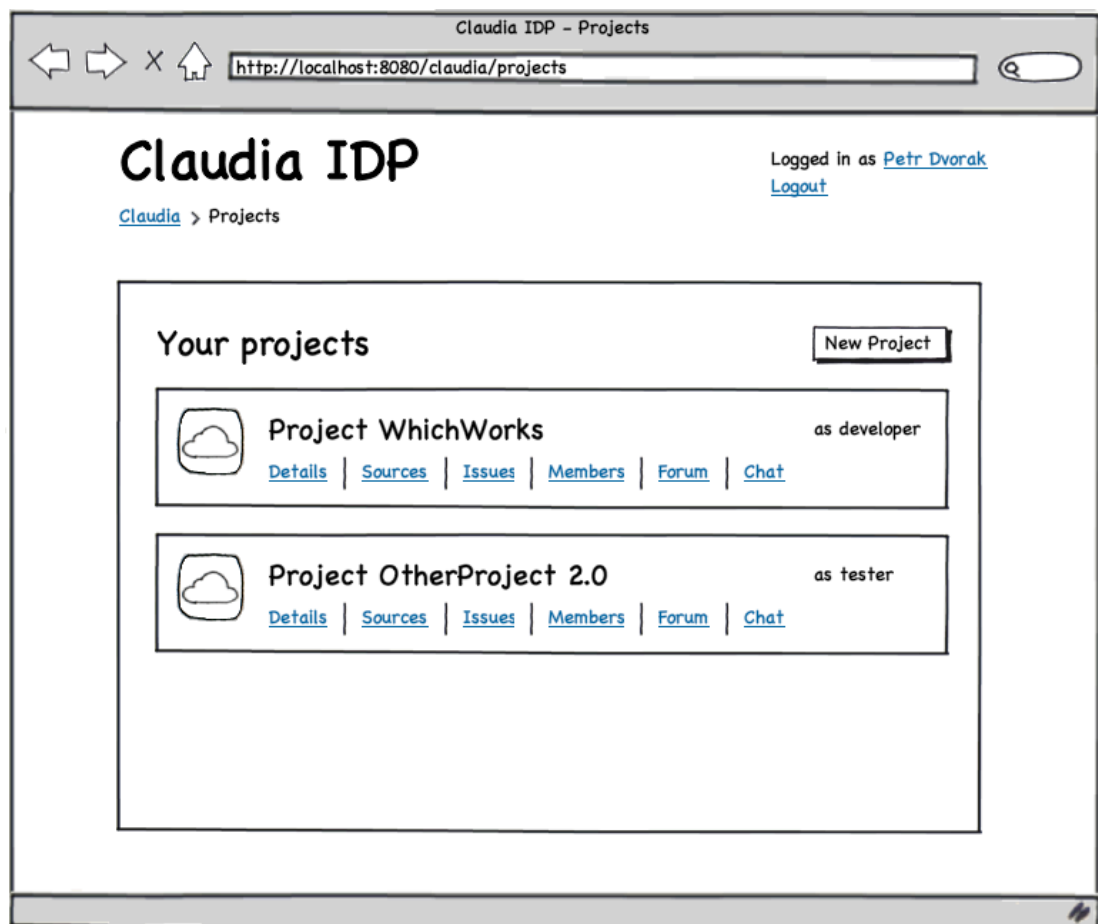 Claudia IDP - Projects
http://localhost:8080/claudia/projects
Claudia IDP
Logged in as Petr Dvorak
Logout
Claudia > Projects
Your projects
New Project
Project WhichWorks
as developer
Details | Sources | Issues | Members | Forum | Chat
Project OtherProject 2.0
as tester
Details | Sources | Issues | Members | Forum | Chat